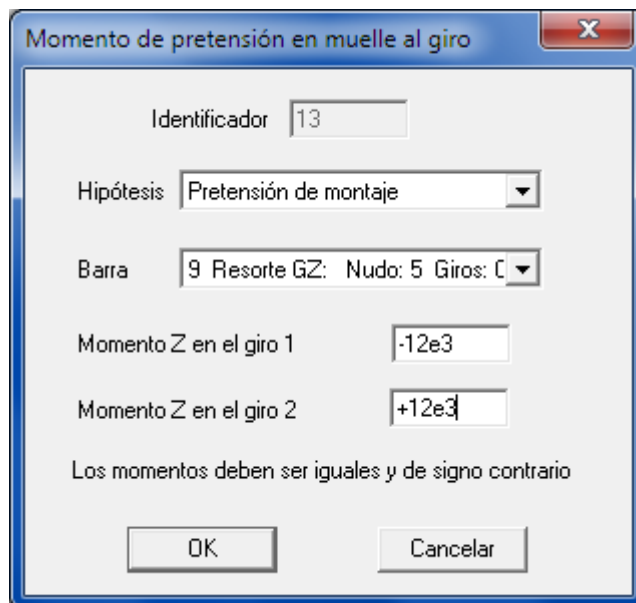 Momento de pretensión en muelle al giro
Identificador 13
Hipótesis Pretensión de montaje
Barra 9 Resorte GZ: Nudo: 5 Giros:
Momento Z en el giro 1 -12e3
Momento Z en el giro 2 +12e3
Los momentos deben ser iguales y de signo contrario
OK Cancelar